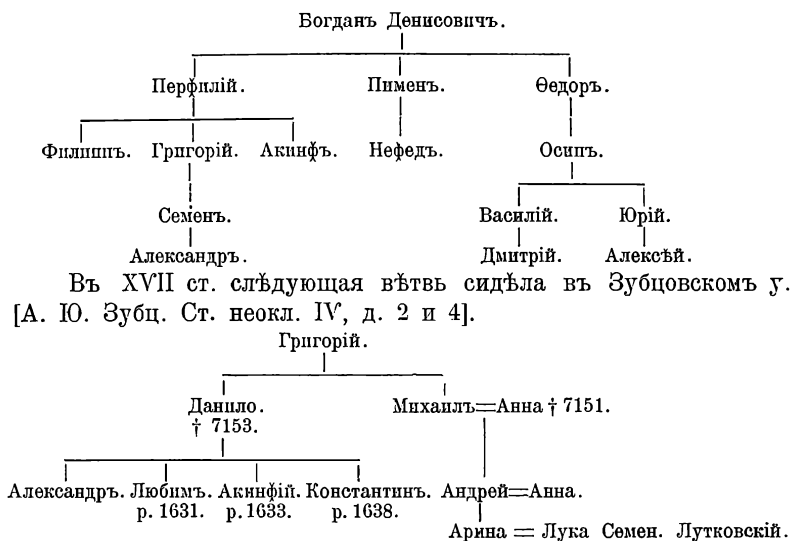 Богданъ Денисовичъ.
Перфилій. Пименъ. Ѳедоръ.
Филиппъ. Григорій. Акинфъ. Нефедъ. Осипъ.
Семенъ. Василій. Юрій.
Александръ. Дмитрій. Алексѣй.
Въ XVII ст. слѣдующая вѣтвь сидѣла въ Зубцовскомъ у.
[А. Ю. Зубц. Ст. неокл. IV, д. 2 и 4].
Григорій.
Данило. Михаилъ=Анна † 7151.
† 7153.
Александръ. Любимъ. Акинфій. Константинъ. Андрей=Анна.
р. 1631. р. 1633. р. 1638.
Арина = Лука Семен. Лутковскій.